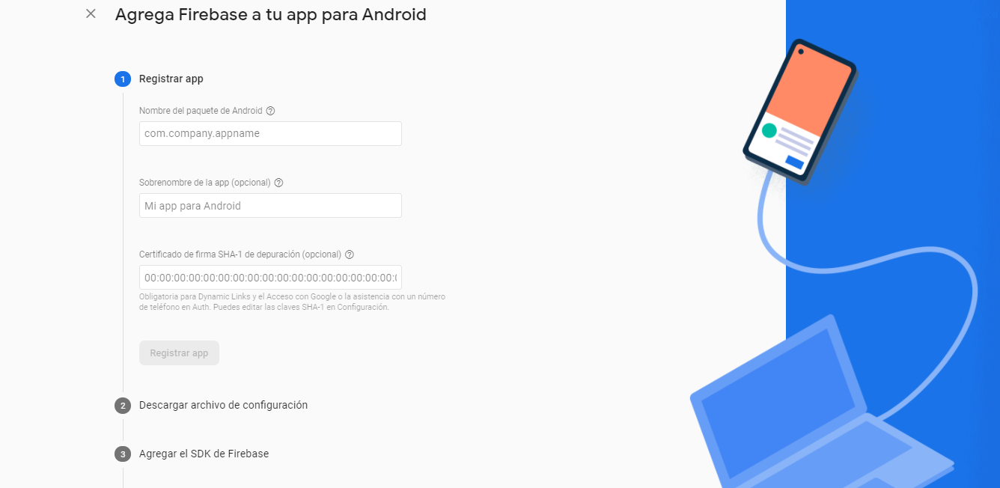 Agrega Firebase a tu app para Android
1 Registrar app
Nombre del paquete de Android
com.company.appname
Sobrenombre de la app (opcional)
Mi app para Android
Certificado de firma SHA-1 de depuración (opcional)
00:00:00:00:00:00:00:00:00:00:00:00:00:00:00:00:00:
Obligatoria para Dynamic Links y el Acceso con Google o la asistencia con un número
de teléfono en Auth. Puedes editar las claves SHA-1 en Configuración.
Registrar app
2 Descargar archivo de configuración
3 Agregar el SDK de Firebase